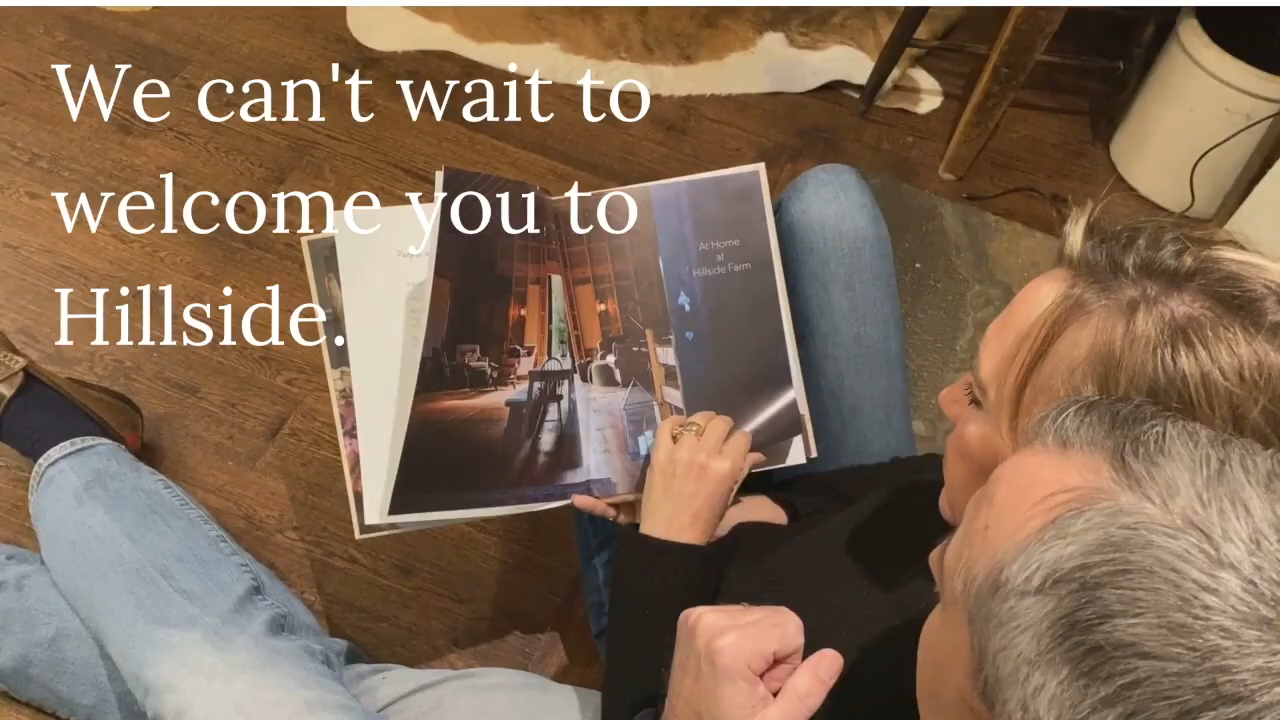 We can't wait to
welcome you to
Hillside.
At Home
at
Hillside Farm